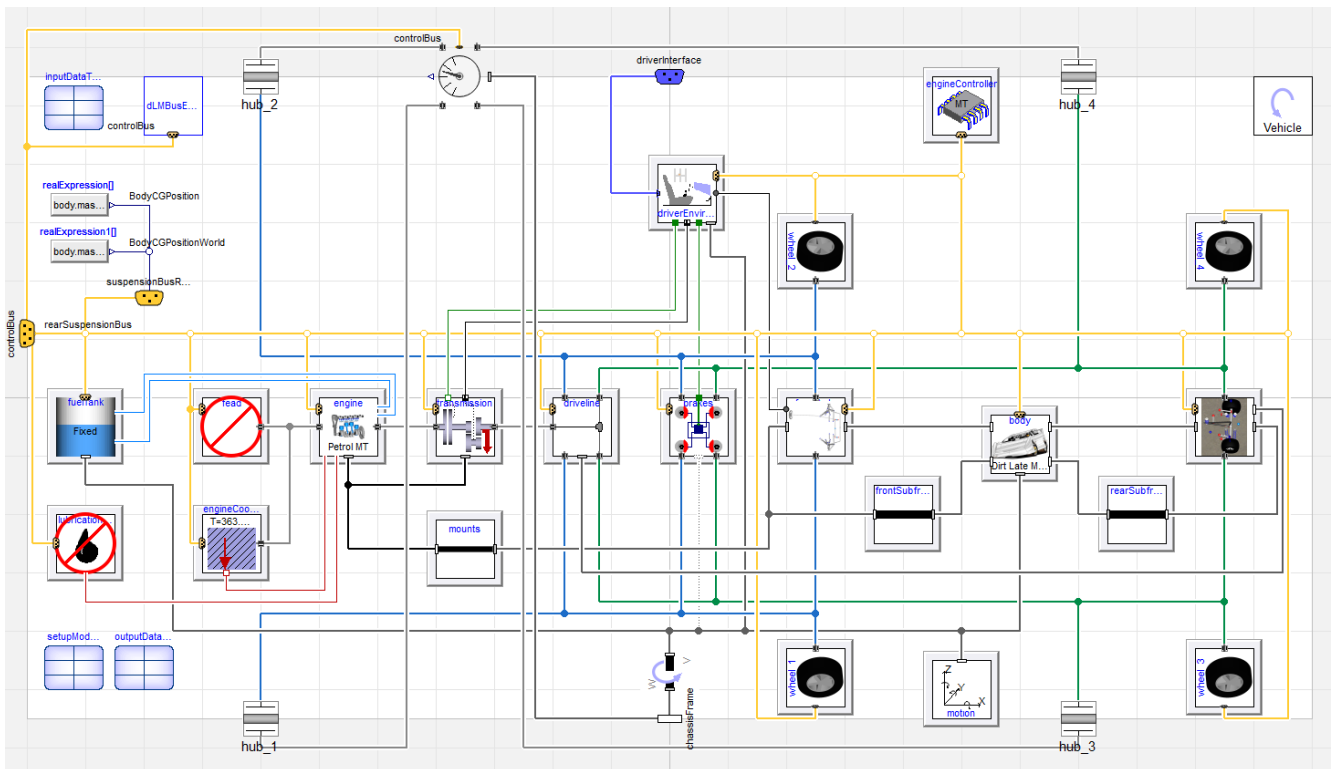 controlBus
driverInterface
inputDataT...
dLMBusE...
engineController
MT
hub_2
hub_4
Vehicle
controlBus
realExpression[]
BodyCGPosition
body.mas...
driverEnvir...
realExpression1[]
BodyCGPositionWorld
body.mas...
wheel_2
wheel_4
suspensionBusR...
controlBus
rearSuspensionBus
fuelTank
Fixed
engine
Petrol MT
transmission
driveline
brakes
body
Dirt Late M...
frontSubfr...
rearSubfr...
lubrication...
engineCoo...
T=363....
mounts
setupMod...
outputData...
W
V
chassisFrame
wheel_1
Z
Y
X
motion
wheel_3
hub_1
hub_3